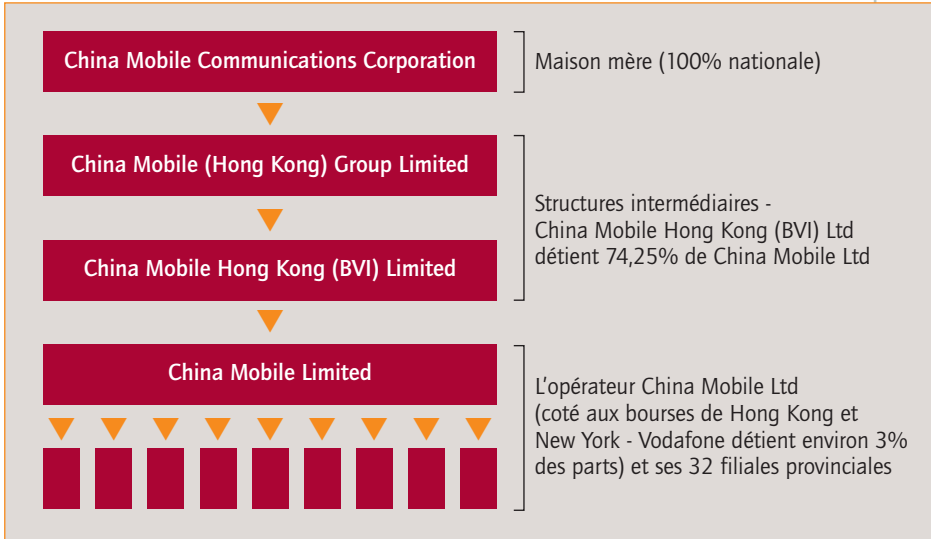 China Mobile Communications Corporation
Maison mère (100% nationale)
China Mobile (Hong Kong) Group Limited
China Mobile Hong Kong (BVI) Limited
Structures intermédiaires -
China Mobile Hong Kong (BVI) Ltd
détient 74,25% de China Mobile Ltd
China Mobile Limited
L'opérateur China Mobile Ltd
(coté aux bourses de Hong Kong et
New York - Vodafone détient environ 3%
des parts) et ses 32 filiales provinciales